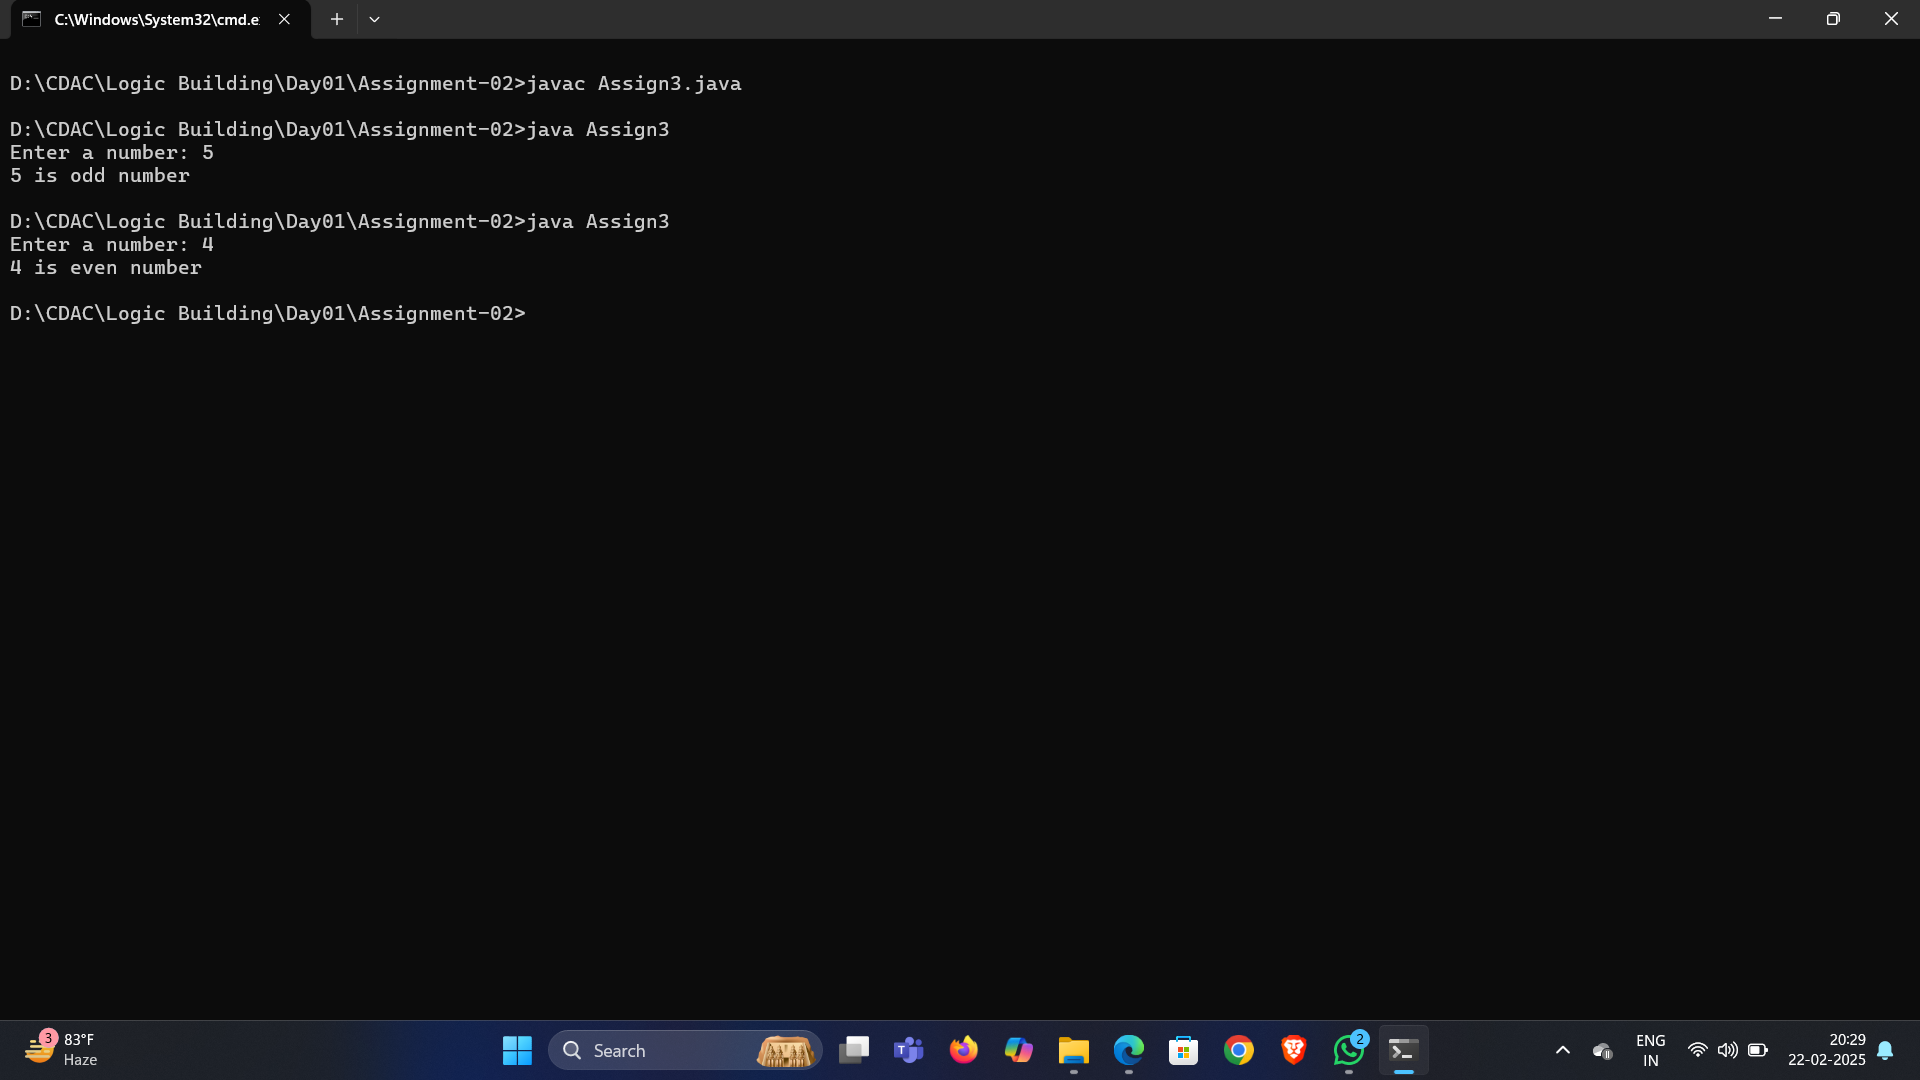 C:\Windows\System32\cmd.e
D:\CDAC\Logic Building\Day01\Assignment-02>javac Assign3.java
D:\CDAC\Logic Building\Day01\Assignment-02>java Assign3
Enter a number: 5
5 is odd number
D:\CDAC\Logic Building\Day01\Assignment-02>java Assign3
Enter a number: 4
4 is even number
D:\CDAC\Logic Building\Day01\Assignment-02>
3
83°F
Haze
Search
2
ENG
IN
20:29
22-02-2025